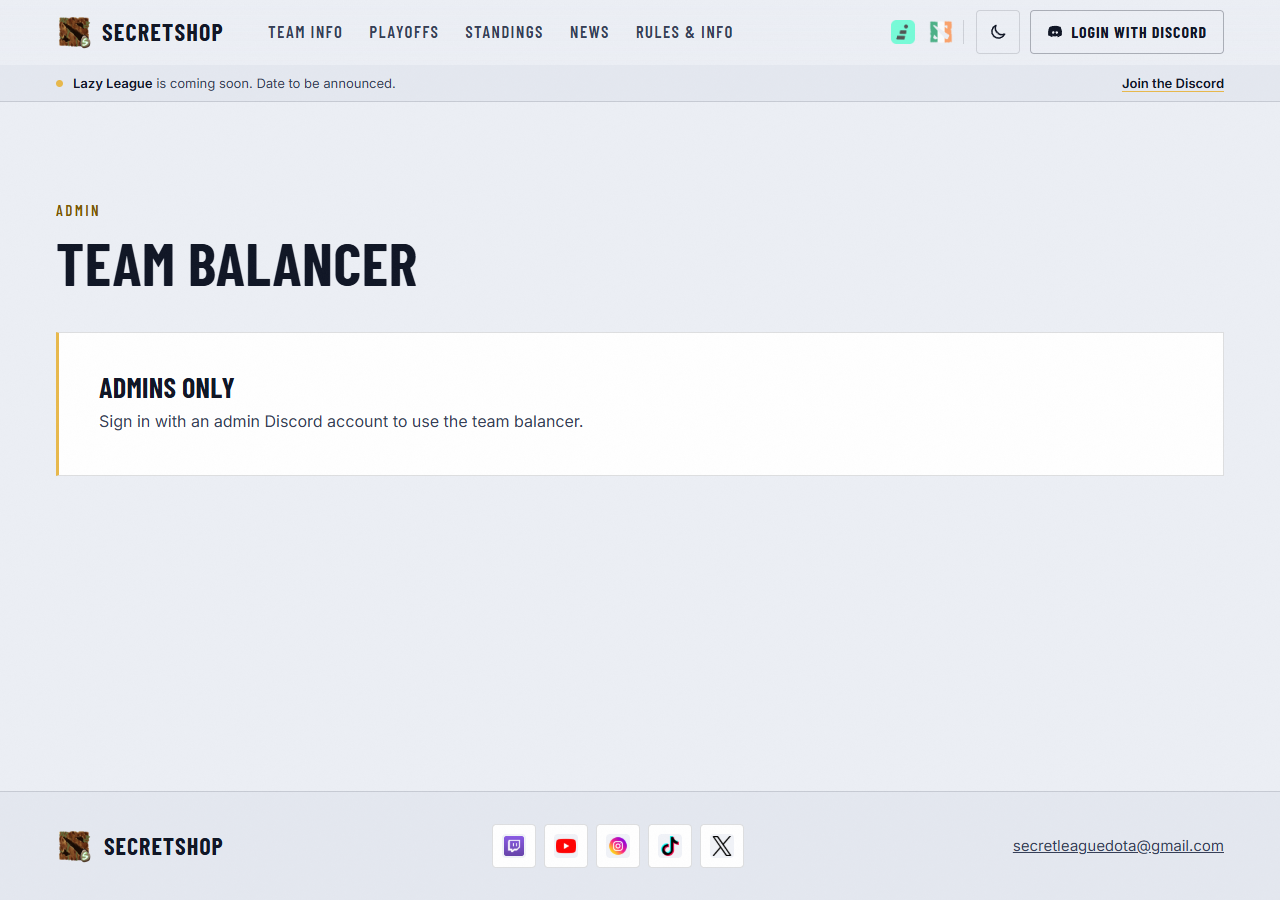 SECRETSHOP
TEAM INFO
PLAYOFFS
STANDINGS
NEWS
RULES & INFO
LOGIN WITH DISCORD
Lazy League is coming soon. Date to be announced.
Join the Discord
ADMIN
TEAM BALANCER
ADMINS ONLY
Sign in with an admin Discord account to use the team balancer.
SECRETSHOP
secretleaguedota@gmail.com